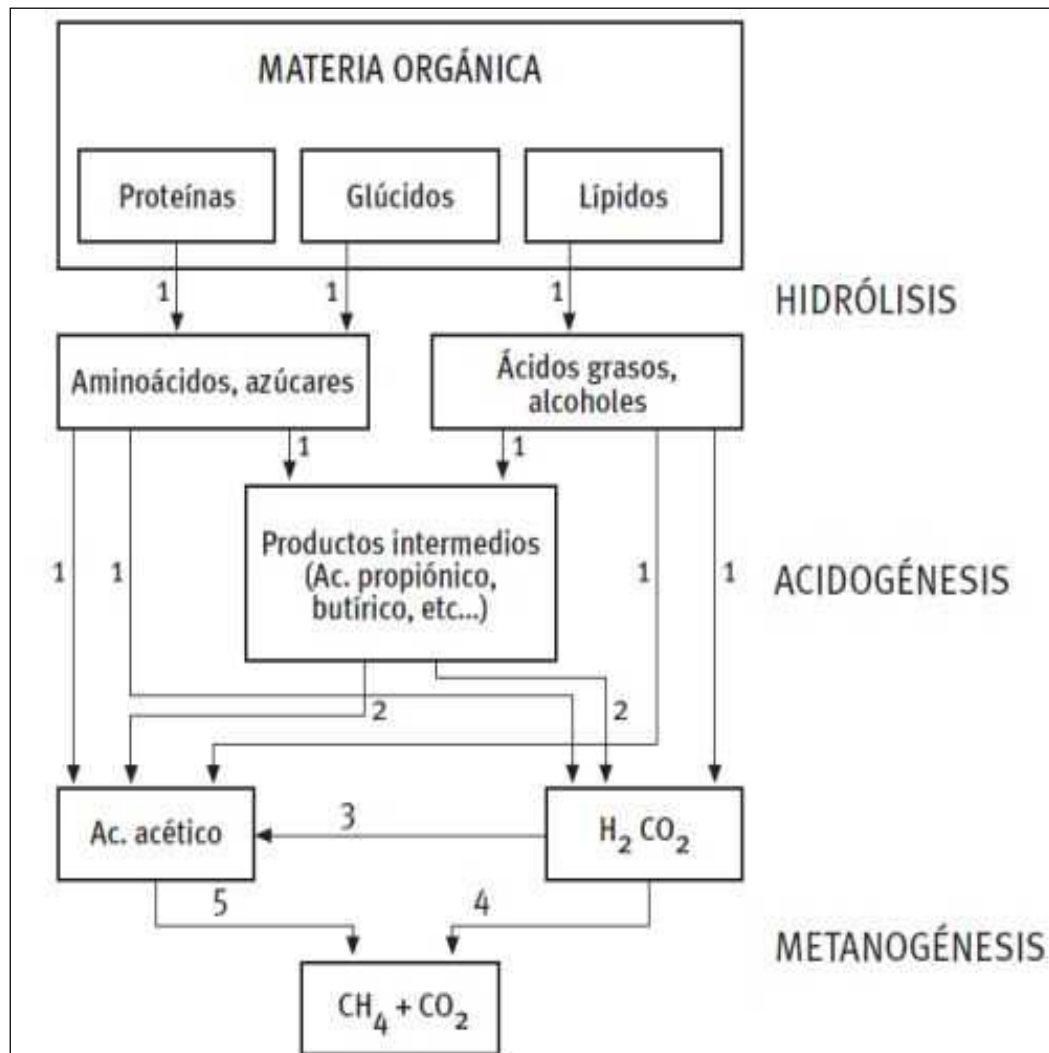 MATERIA ORGÁNICA
Proteínas
Glúcidos
Lípidos
1
1
1
HIDRÓLISIS
Aminoácidos, azúcares
Ácidos grasos,
alcoholes
1
1
Productos intermedios
(Ac. propiónico,
butírico, etc...)
1
1
1
1
ACIDOGÉNESIS
2
2
Ac. acético
3
H₂ CO₂
5
4
METANOGÉNESIS
CH₄ + CO₂